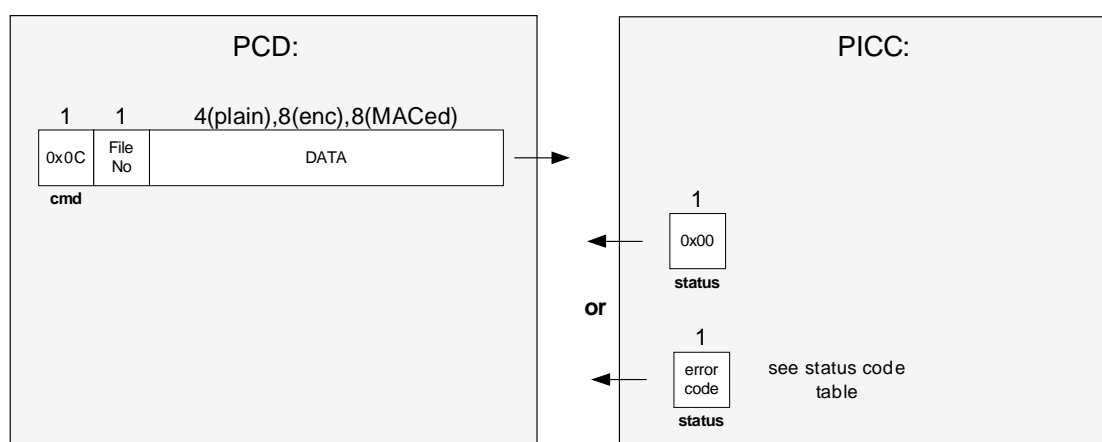 PCD:
PICC:
1 1 4(plain),8(enc),8(MACed)
0x0C
File
No
DATA
cmd
1
0x00
status
or
1
error
code
see status code
table
status